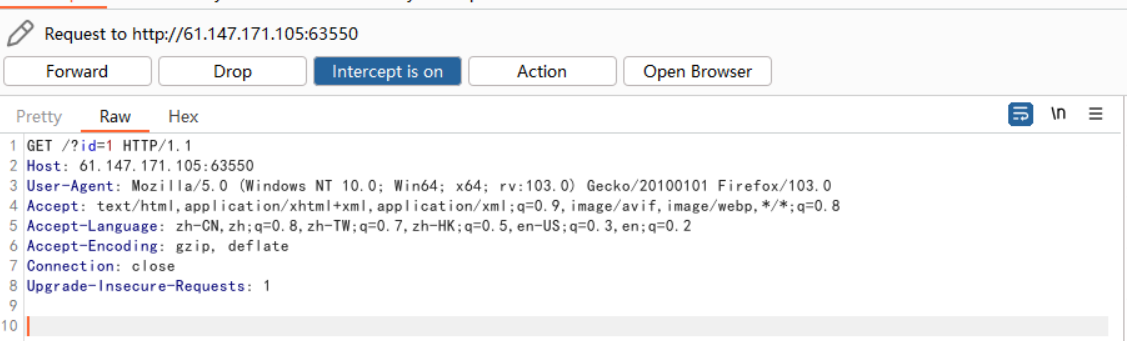 Request to http://61.147.171.105:63550
Forward Drop Intercept is on Action Open Browser
Pretty Raw Hex \n
1 GET /?id=1 HTTP/1.1
2 Host: 61.147.171.105:63550
3 User-Agent: Mozilla/5.0 (Windows NT 10.0; Win64; x64; rv:103.0) Gecko/20100101 Firefox/103.0
4 Accept: text/html,application/xhtml+xml,application/xml;q=0.9,image/avif,image/webp,*/*;q=0.8
5 Accept-Language: zh-CN,zh;q=0.8,zh-TW;q=0.7,zh-HK;q=0.5,en-US;q=0.3,en;q=0.2
6 Accept-Encoding: gzip, deflate
7 Connection: close
8 Upgrade-Insecure-Requests: 1
9
10